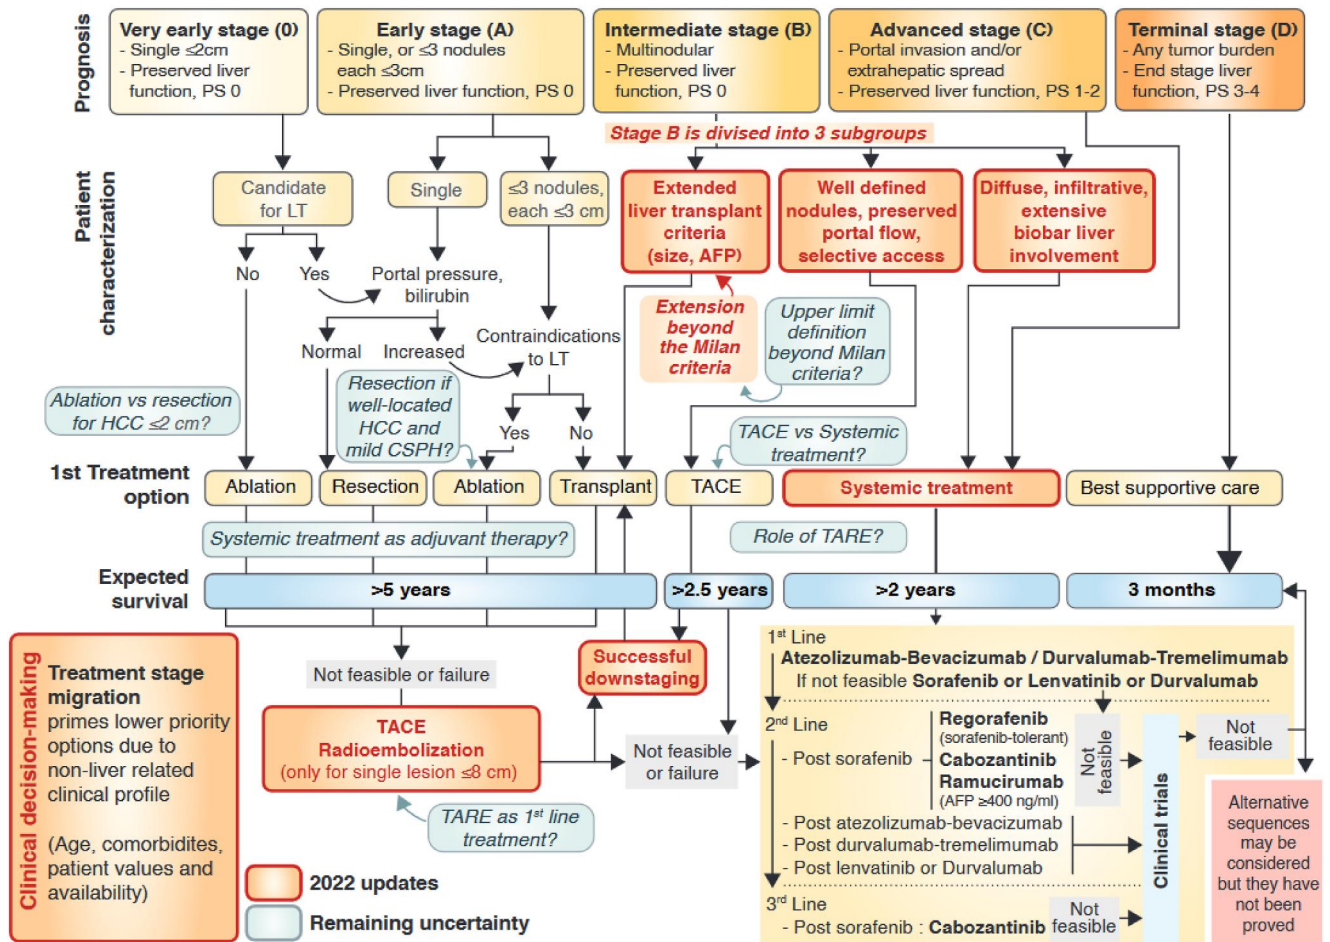 Prognosis
Very early stage (0)
- Single ≤2cm
- Preserved liver
function, PS 0
Early stage (A)
- Single, or ≤3 nodules
each ≤3cm
- Preserved liver function, PS 0
Intermediate stage (B)
- Multinodular
- Preserved liver
function, PS 0
Advanced stage (C)
- Portal invasion and/or
extrahepatic spread
- Preserved liver function, PS 1-2
Terminal stage (D)
- Any tumor burden
- End stage liver
function, PS 3-4
Stage B is divised into 3 subgroups
Patient
characterization
Candidate
for LT
Single
≤3 nodules,
each ≤3 cm
Extended
liver transplant
criteria
(size, AFP)
Well defined
nodules, preserved
portal flow,
selective access
Diffuse, infiltrative,
extensive
biobar liver
involvement
No
Yes
Portal pressure,
bilirubin
Extension
beyond
the Milan
criteria
Upper limit
definition
beyond Milan
criteria?
Normal
Increased
Contraindications
to LT
Ablation vs resection
for HCC ≤2 cm?
Resection if
well-located
HCC and
mild CSPH?
Yes
No
TACE vs Systemic
treatment?
1st Treatment
option
Ablation
Resection
Ablation
Transplant
TACE
Systemic treatment
Best supportive care
Systemic treatment as adjuvant therapy?
Role of TARE?
Expected
survival
>5 years
>2.5 years
>2 years
3 months
Clinical decision-making
Treatment stage
migration
primes lower priority
options due to
non-liver related
clinical profile
(Age, comorbidites,
patient values and
availability)
Not feasible or failure
Successful
downstaging
TACE
Radioembolization
(only for single lesion ≤8 cm)
Not feasible
or failure
TARE as 1st line
treatment?
2022 updates
Remaining uncertainty
1st Line
Atezolizumab-Bevacizumab / Durvalumab-Tremelimumab
If not feasible Sorafenib or Lenvatinib or Durvalumab
2nd Line
- Post sorafenib
Regorafenib
(sorafenib-tolerant)
Cabozantinib
Ramucirumab
(AFP ≥400 ng/ml)
Not
feasible
- Post atezolizumab-bevacizumab
- Post durvalumab-tremelimumab
- Post lenvatinib or Durvalumab
3rd Line
- Post sorafenib : Cabozantinib
Not
feasible
Clinical trials
Not
feasible
Alternative
sequences
may be
considered
but they have
not been
proved